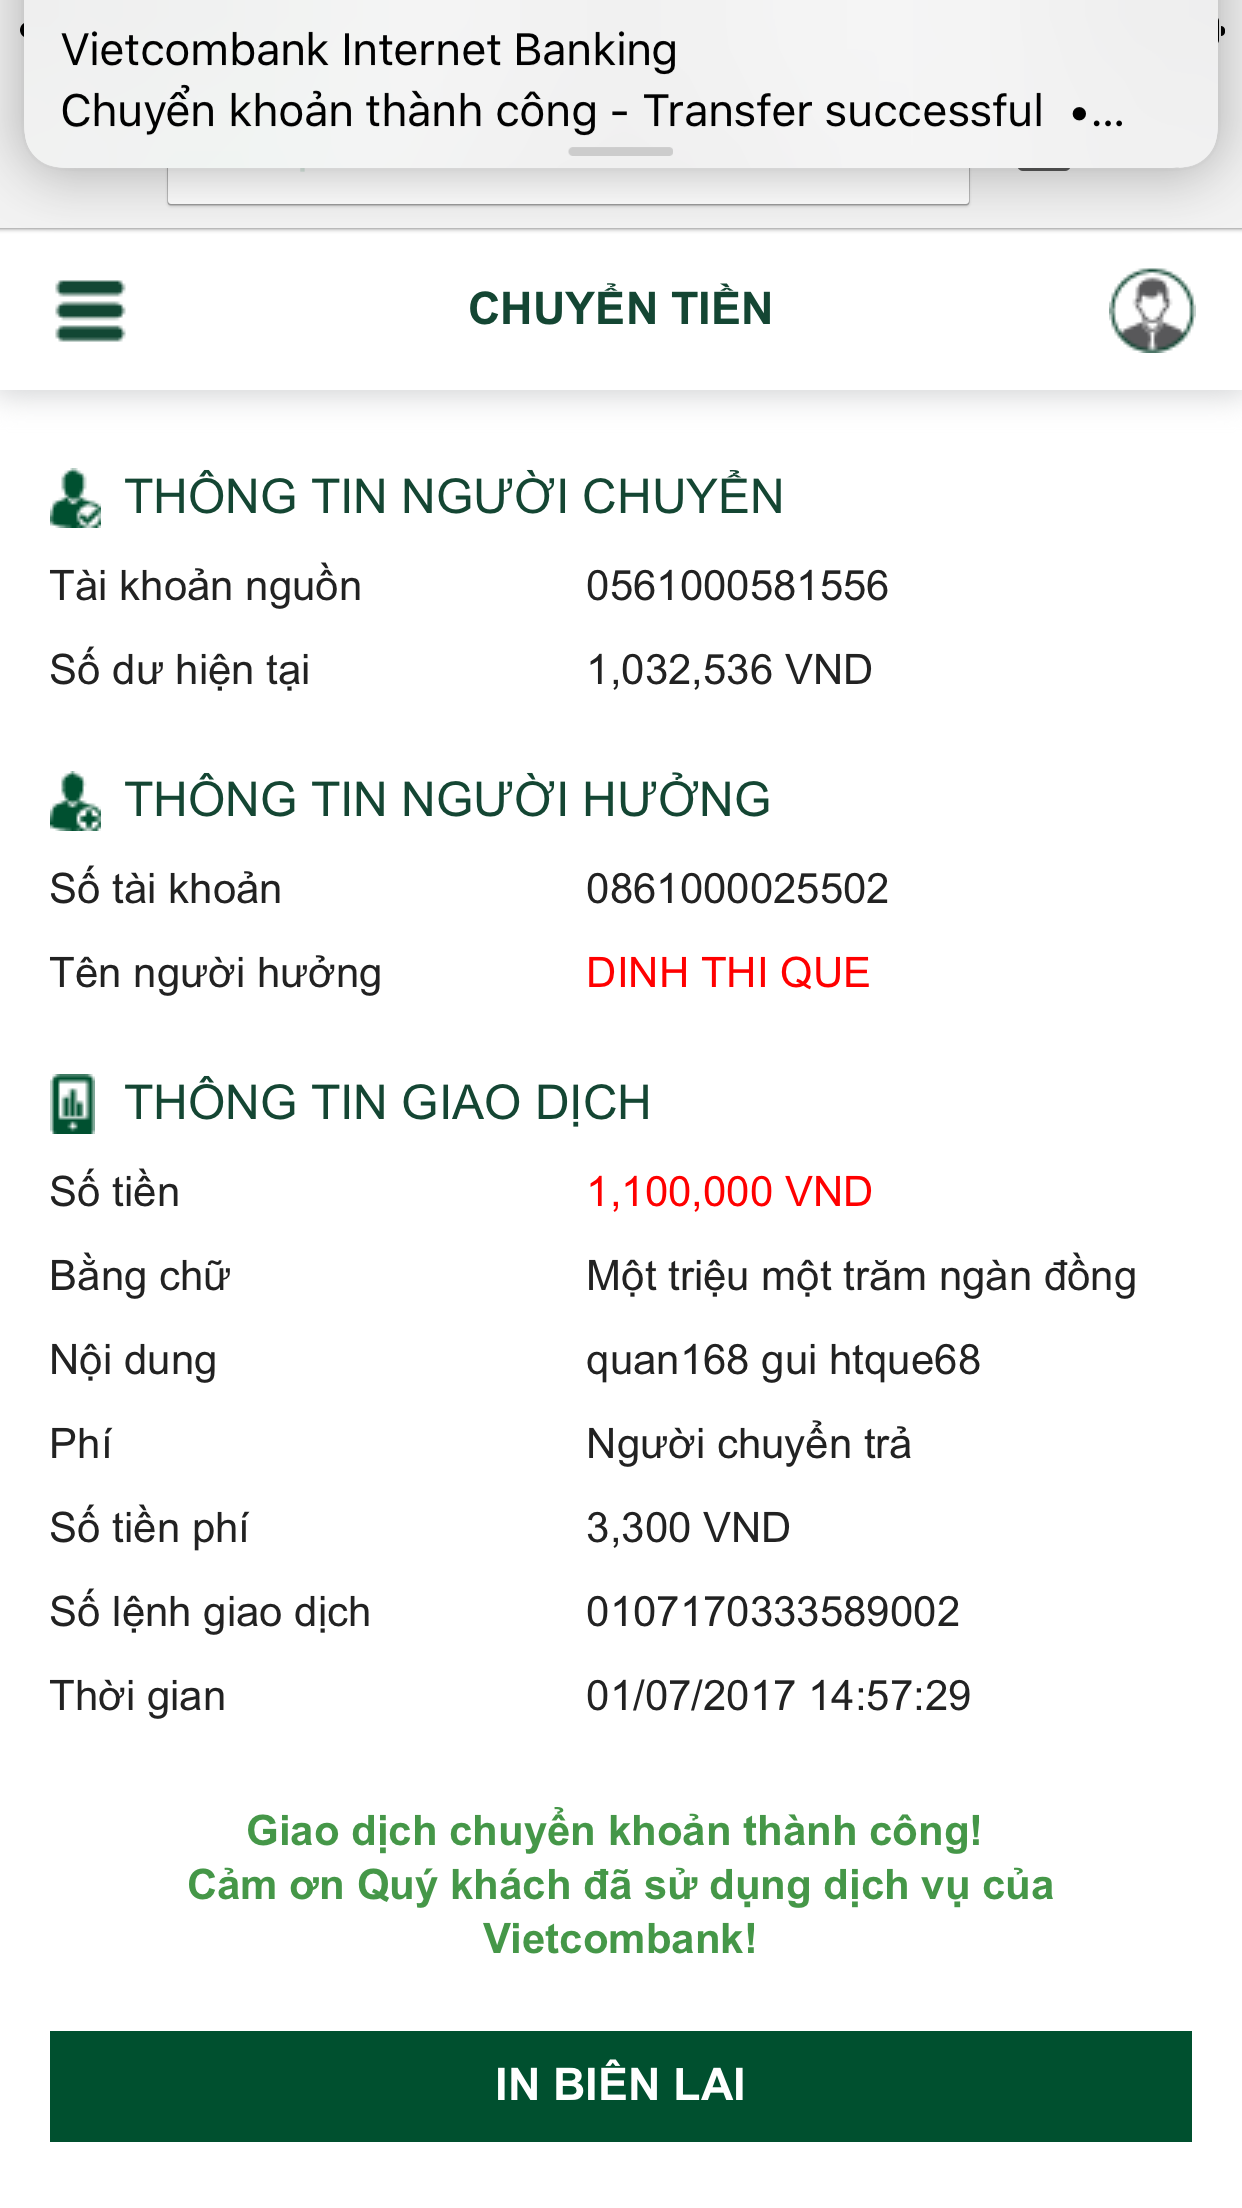 Vietcombank Internet Banking
Chuyển khoản thành công - Transfer successful •...
CHUYỂN TIỀN
THÔNG TIN NGƯỜI CHUYỂN
Tài khoản nguồn 0561000581556
Số dư hiện tại 1,032,536 VND
THÔNG TIN NGƯỜI HƯỞNG
Số tài khoản 0861000025502
Tên người hưởng DINH THI QUE
THÔNG TIN GIAO DỊCH
Số tiền 1,100,000 VND
Bằng chữ Một triệu một trăm ngàn đồng
Nội dung quan168 gui htque68
Phí Người chuyển trả
Số tiền phí 3,300 VND
Số lệnh giao dịch 0107170333589002
Thời gian 01/07/2017 14:57:29
Giao dịch chuyển khoản thành công!
Cảm ơn Quý khách đã sử dụng dịch vụ của
Vietcombank!
IN BIÊN LAI